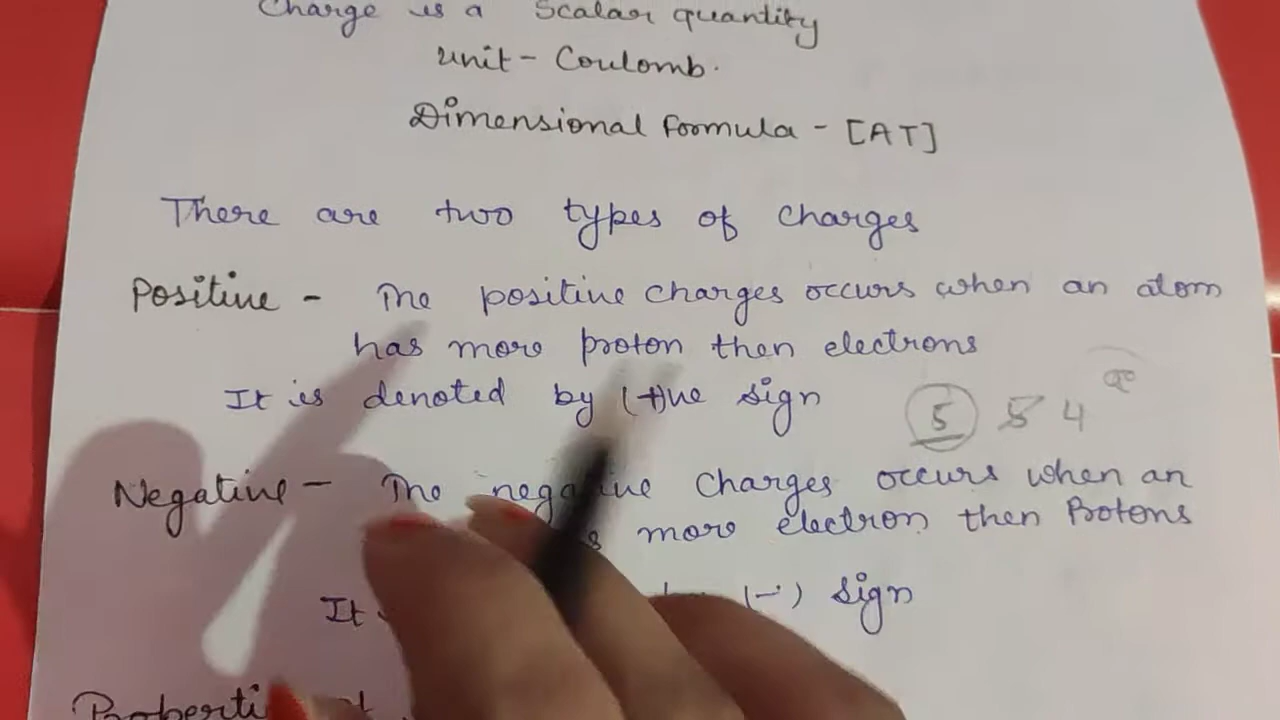 Charge is a Scalar quantity
unit - Coulomb.
Dimensional formula - [AT]
There are two types of charges
Positive - The positive charges occurs when an atom
has more proton then electrons
It is denoted by (+)ve sign
5 5 4
Negative - The negative charges occurs when an
more electron then Protons
It (-) sign